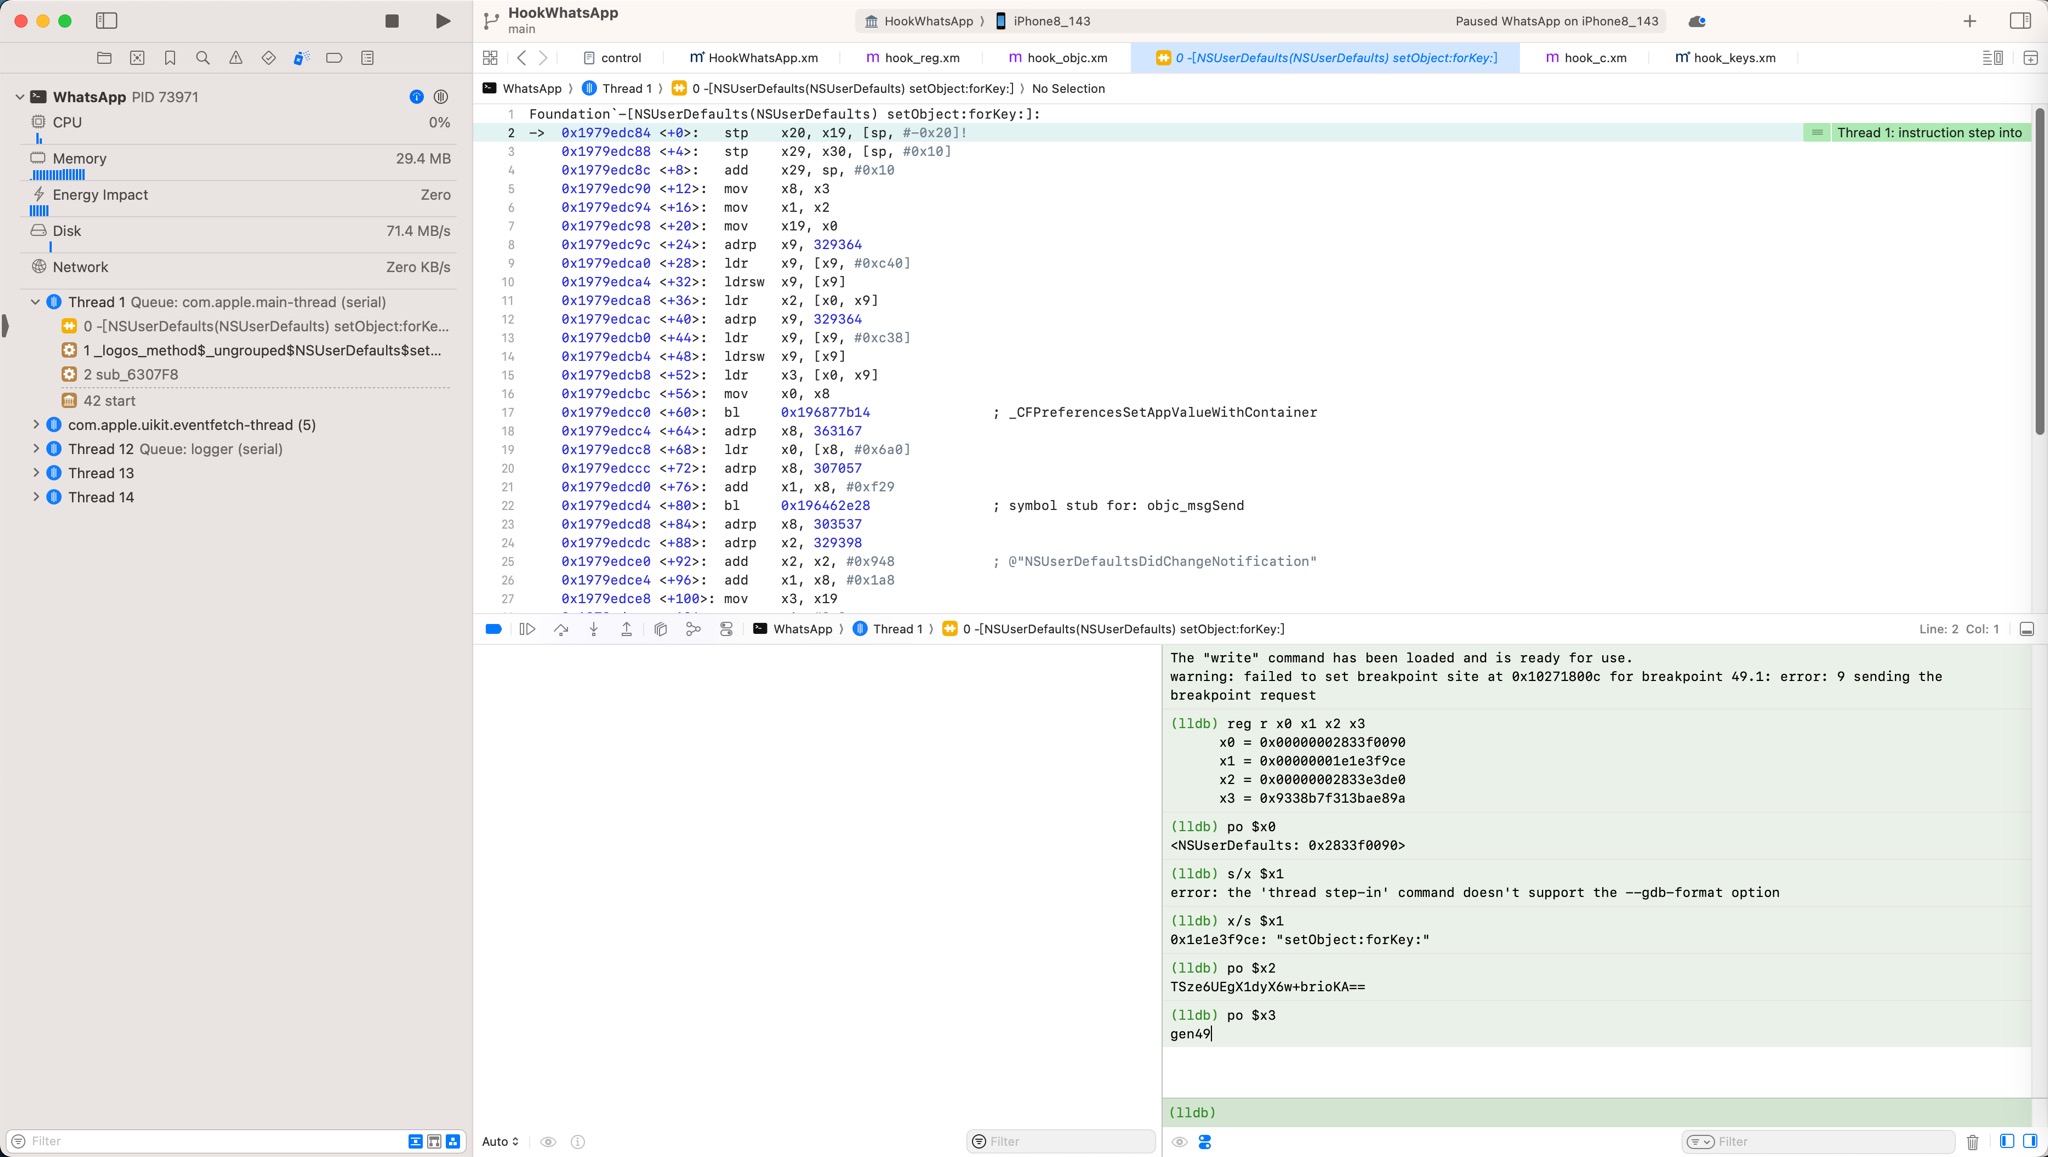 HookWhatsApp
main
HookWhatsApp 〉 iPhone8_143
Paused WhatsApp on iPhone8_143
control
HookWhatsApp.xm
hook_reg.xm
hook_objc.xm
0 -[NSUserDefaults(NSUserDefaults) setObject:forKey:]
hook_c.xm
hook_keys.xm
WhatsApp PID 73971
CPU 0%
Memory 29.4 MB
Energy Impact Zero
Disk 71.4 MB/s
Network Zero KB/s
Thread 1 Queue: com.apple.main-thread (serial)
0 -[NSUserDefaults(NSUserDefaults) setObject:forKe...
1 _logos_method$_ungrouped$NSUserDefaults$set...
2 sub_6307F8
42 start
com.apple.uikit.eventfetch-thread (5)
Thread 12 Queue: logger (serial)
Thread 13
Thread 14
Filter
WhatsApp 〉 Thread 1 〉 0 -[NSUserDefaults(NSUserDefaults) setObject:forKey:] 〉 No Selection
1 Foundation`-[NSUserDefaults(NSUserDefaults) setObject:forKey:]:
2 -> 0x1979edc84 <+0>: stp x20, x19, [sp, #-0x20]! Thread 1: instruction step into
3 0x1979edc88 <+4>: stp x29, x30, [sp, #0x10]
4 0x1979edc8c <+8>: add x29, sp, #0x10
5 0x1979edc90 <+12>: mov x8, x3
6 0x1979edc94 <+16>: mov x1, x2
7 0x1979edc98 <+20>: mov x19, x0
8 0x1979edc9c <+24>: adrp x9, 329364
9 0x1979edca0 <+28>: ldr x9, [x9, #0xc40]
10 0x1979edca4 <+32>: ldrsw x9, [x9]
11 0x1979edca8 <+36>: ldr x2, [x0, x9]
12 0x1979edcac <+40>: adrp x9, 329364
13 0x1979edcb0 <+44>: ldr x9, [x9, #0xc38]
14 0x1979edcb4 <+48>: ldrsw x9, [x9]
15 0x1979edcb8 <+52>: ldr x3, [x0, x9]
16 0x1979edcbc <+56>: mov x0, x8
17 0x1979edcc0 <+60>: bl 0x196877b14 ; _CFPreferencesSetAppValueWithContainer
18 0x1979edcc4 <+64>: adrp x8, 363167
19 0x1979edcc8 <+68>: ldr x0, [x8, #0x6a0]
20 0x1979edccc <+72>: adrp x8, 307057
21 0x1979edcd0 <+76>: add x1, x8, #0xf29
22 0x1979edcd4 <+80>: bl 0x196462e28 ; symbol stub for: objc_msgSend
23 0x1979edcd8 <+84>: adrp x8, 303537
24 0x1979edcdc <+88>: adrp x2, 329398
25 0x1979edce0 <+92>: add x2, x2, #0x948 ; @"NSUserDefaultsDidChangeNotification"
26 0x1979edce4 <+96>: add x1, x8, #0x1a8
27 0x1979edce8 <+100>: mov x3, x19
WhatsApp 〉 Thread 1 〉 0 -[NSUserDefaults(NSUserDefaults) setObject:forKey:]
Line: 2 Col: 1
The "write" command has been loaded and is ready for use.
warning: failed to set breakpoint site at 0x10271800c for breakpoint 49.1: error: 9 sending the
breakpoint request
(lldb) reg r x0 x1 x2 x3
x0 = 0x00000002833f0090
x1 = 0x00000001e1e3f9ce
x2 = 0x00000002833e3de0
x3 = 0x9338b7f313bae89a
(lldb) po $x0
<NSUserDefaults: 0x2833f0090>
(lldb) s/x $x1
error: the 'thread step-in' command doesn't support the --gdb-format option
(lldb) x/s $x1
0x1e1e3f9ce: "setObject:forKey:"
(lldb) po $x2
TSze6UEgX1dyX6w+brioKA==
(lldb) po $x3
gen49
(lldb)
Auto
Filter
Filter